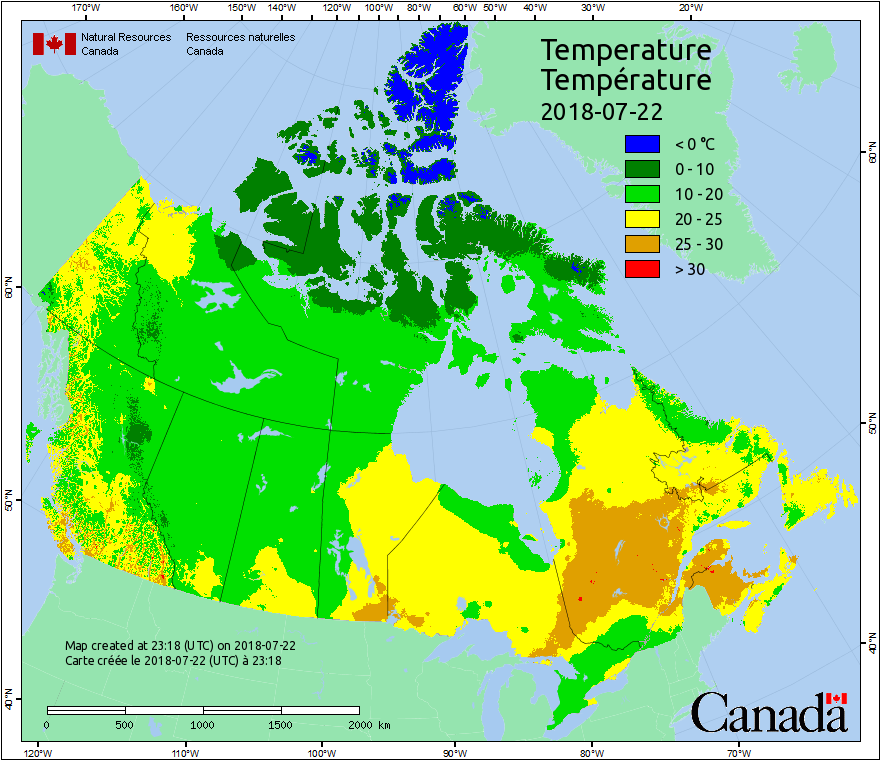 170°W 160°W 150°W 140°W 130°W 120°W 110°W 100°W 80°W 60°W 50°W 40°W 30°W 20°W
Natural Resources Ressources naturelles
Canada Canada
Temperature
Température
2018-07-22
< 0 °C
0 - 10
10 - 20
20 - 25
25 - 30
> 30
60°N
60°N
50°N
50°N
40°N
40°N
Map created at 23:18 (UTC) on 2018-07-22
Carte créée le 2018-07-22 (UTC) à 23:18
0 500 1000 1500 2000 km
Canada
120°W 110°W 100°W 90°W 80°W 70°W